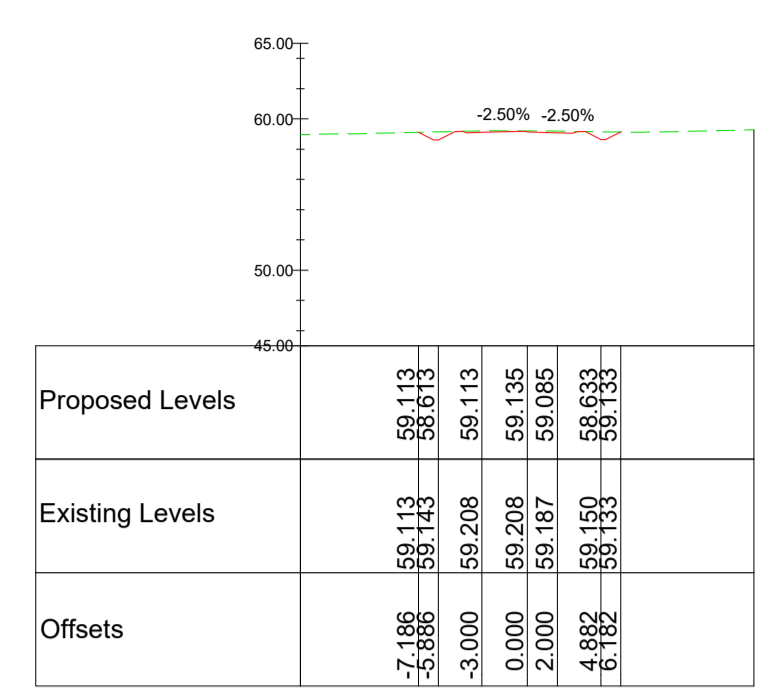 65.00
-2.50% -2.50%
60.00
50.00
45.00
Proposed Levels 59.113 58.613 59.113 59.135 59.085 58.633 59.133
Existing Levels 59.113 59.143 59.208 59.208 59.187 59.150 59.133
Offsets -7.186 -5.886 -3.000 0.000 2.000 4.882 6.182